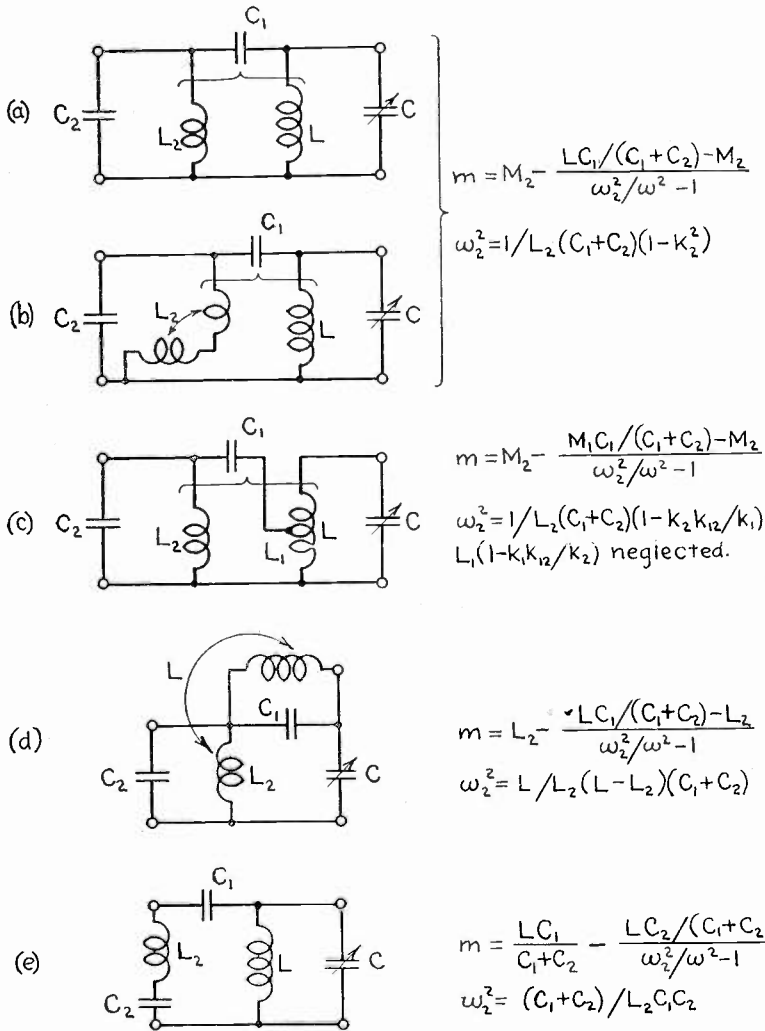 C₁
(a) C₂ L₂ L C
m = M₂ - LC₁/(C₁+C₂)-M₂ / ω₂²/ω² -1
ω₂² = 1/L₂(C₁+C₂)(1-k₂²)
C₁
(b) C₂ L₂ L C
C₁
(c) C₂ L₂ L₁ L C
m = M₂ - M₁C₁/(C₁+C₂)-M₂ / ω₂²/ω² -1
ω₂² = 1/L₂(C₁+C₂)(1-k₂k₁₂/k₁)
L₁(1-k₁k₁₂/k₂) neglected.
L
(d) C₁ C₂ L₂ C
m = L₂ - LC₁/(C₁+C₂)-L₂ / ω₂²/ω² -1
ω₂² = L/L₂(L-L₂)(C₁+C₂)
C₁
(e) L₂ C₂ L C
m = LC₁ / C₁+C₂ - LC₂/(C₁+C₂ / ω₂²/ω² -1
ω₂² = (C₁+C₂)/L₂C₁C₂